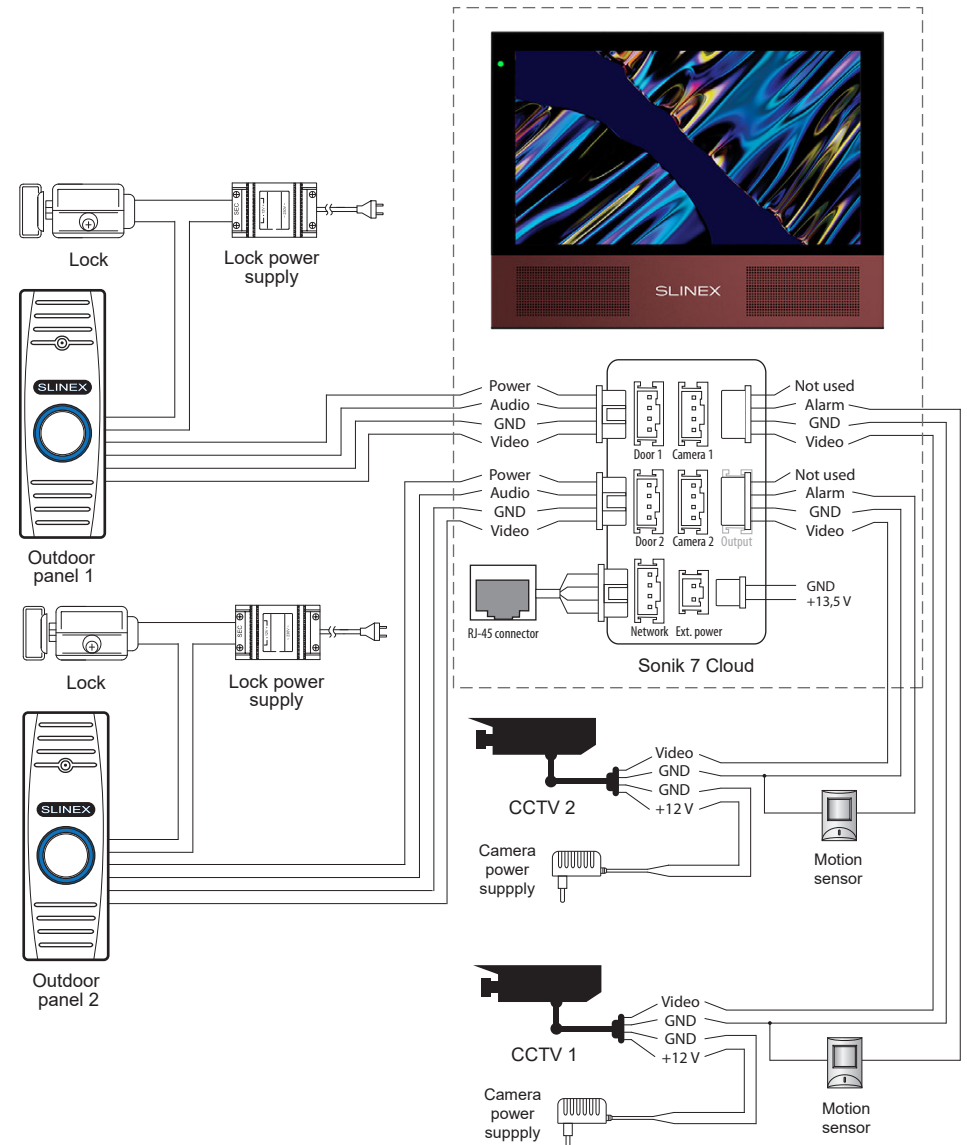 SLINEX
SEC
Lock
Lock power
supply
SLINEX
Outdoor
panel 1
Power
Audio
GND
Video
Door 1
Camera 1
Not used
Alarm
GND
Video
Power
Audio
GND
Video
Door 2
Camera 2
Output
Not used
Alarm
GND
Video
RJ-45 connector
Network
Ext. power
GND
+13,5 V
Sonik 7 Cloud
SEC
Lock
Lock power
supply
SLINEX
Outdoor
panel 2
CCTV 2
Video
GND
GND
+12 V
Camera
power
suppply
Motion
sensor
CCTV 1
Video
GND
GND
+12 V
Camera
power
suppply
Motion
sensor